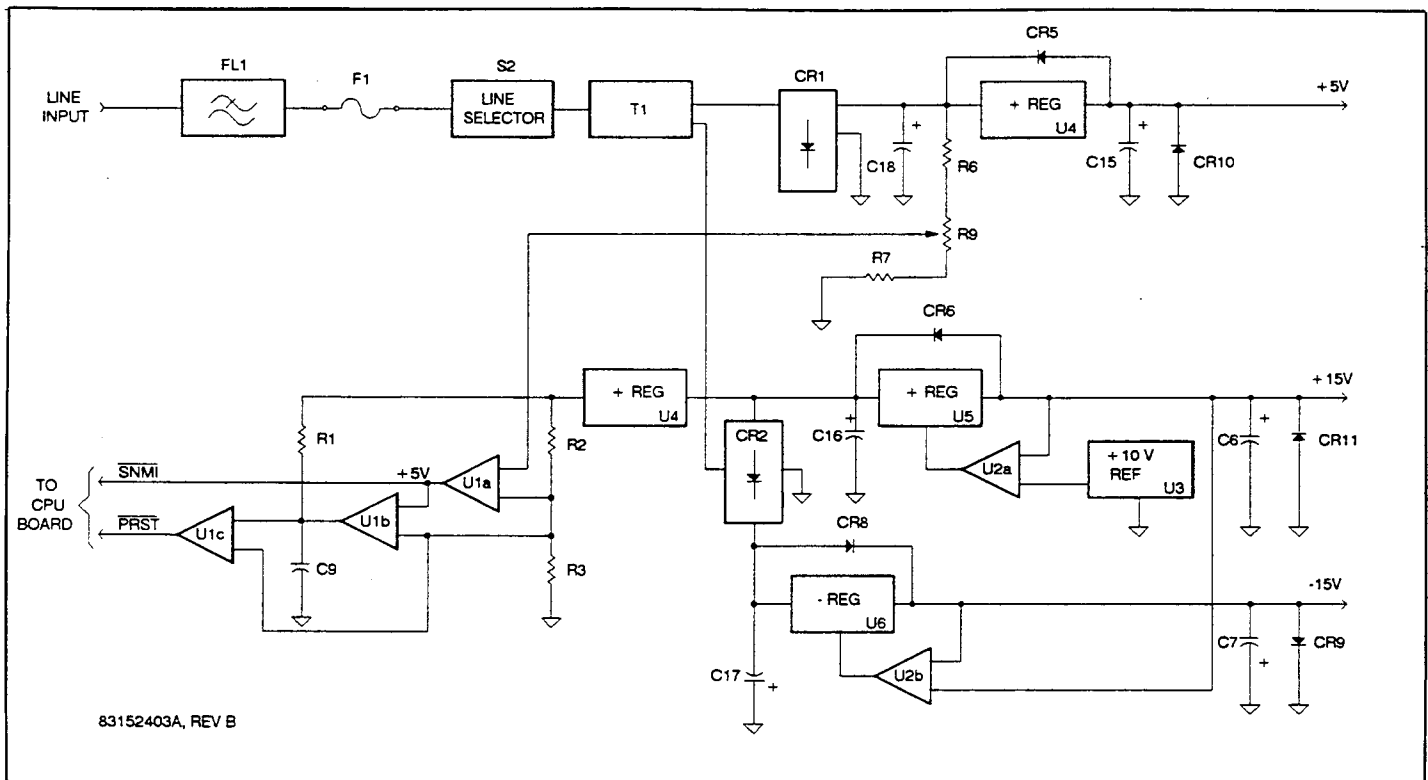 FL1
F1
S2
CR1
CR5
LINE
INPUT
LINE
SELECTOR
T1
+ REG
U4
+5V
C18
+
R6
C15
+
CR10
R9
R7
CR6
+ REG
U4
+ REG
U5
+15V
R1
R2
CR2
C16
+
U2a
+ 10 V
REF
U3
C6
+
CR11
TO
CPU
BOARD
SNMI
+5V
U1a
PRST
U1c
U1b
C9
R3
CR8
- REG
U6
-15V
C17
+
U2b
C7
+
CR9
83152403A, REV B